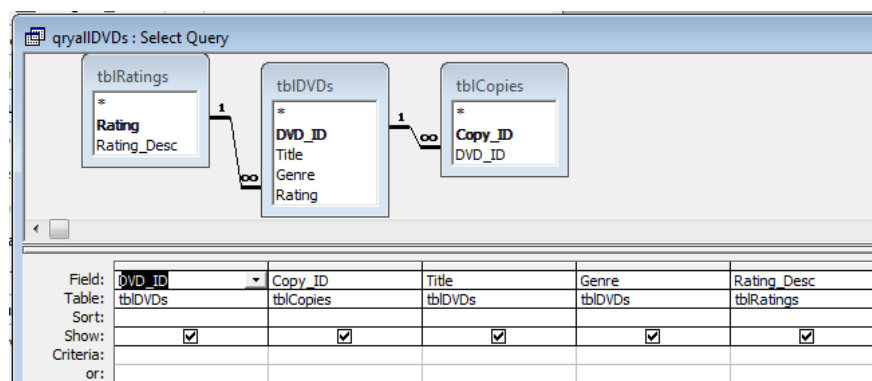 qryallDVDs : Select Query
tblRatings
*
Rating
Rating_Desc
1
∞
tblDVDs
*
DVD_ID
Title
Genre
Rating
1
∞
tblCopies
*
Copy_ID
DVD_ID
Field: DVD_ID Copy_ID Title Genre Rating_Desc
Table: tblDVDs tblCopies tblDVDs tblDVDs tblRatings
Sort:
Show:
Criteria:
or: